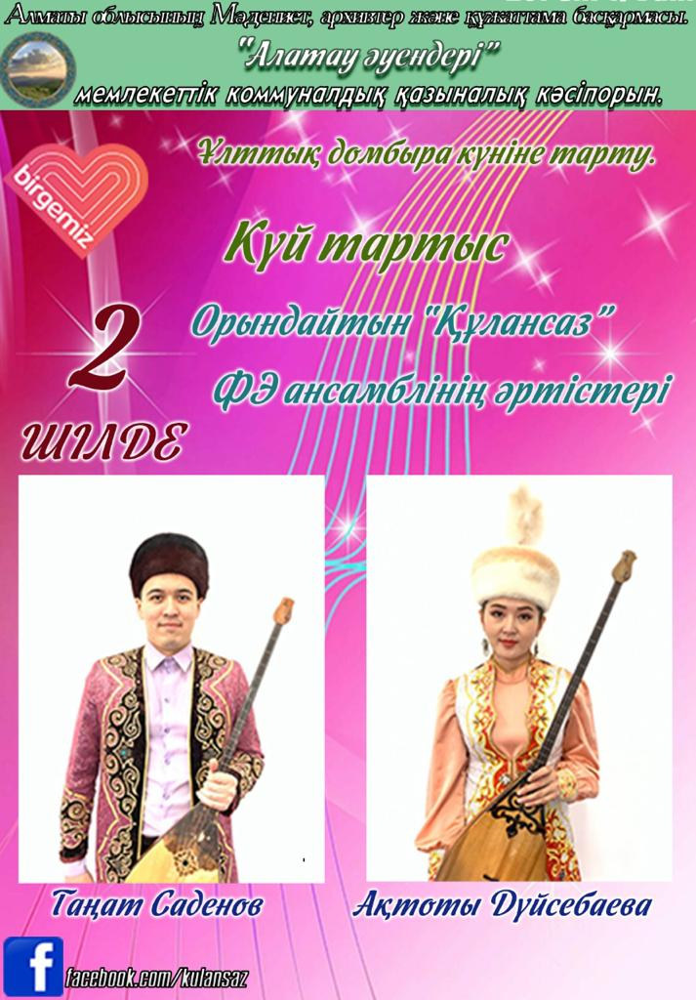 Алматы облысының Мәдениет, архивтер және құжаттама басқармасы.
"Алатау әуендері"
мемлекеттік коммуналдық қазыналық кәсіпорын.
Ұлттық домбыра күніне тарту.
birgemiz
Күй тартыс
2
ШІЛДЕ
Орындайтын "Құлансаз"
ФЭ ансамблінің әртістері
Таңат Саденов
Ақтоты Дүйсебаева
facebook.com/kulansaz